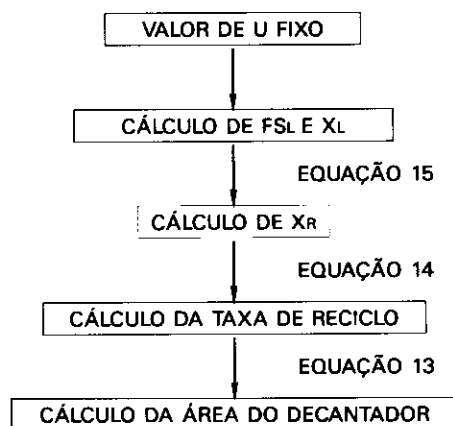 VALOR DE U FIXO
CÁLCULO DE FSL E XL
EQUAÇÃO 15
CÁLCULO DE XR
EQUAÇÃO 14
CÁLCULO DA TAXA DE RECICLO
EQUAÇÃO 13
CÁLCULO DA ÁREA DO DECANTADOR